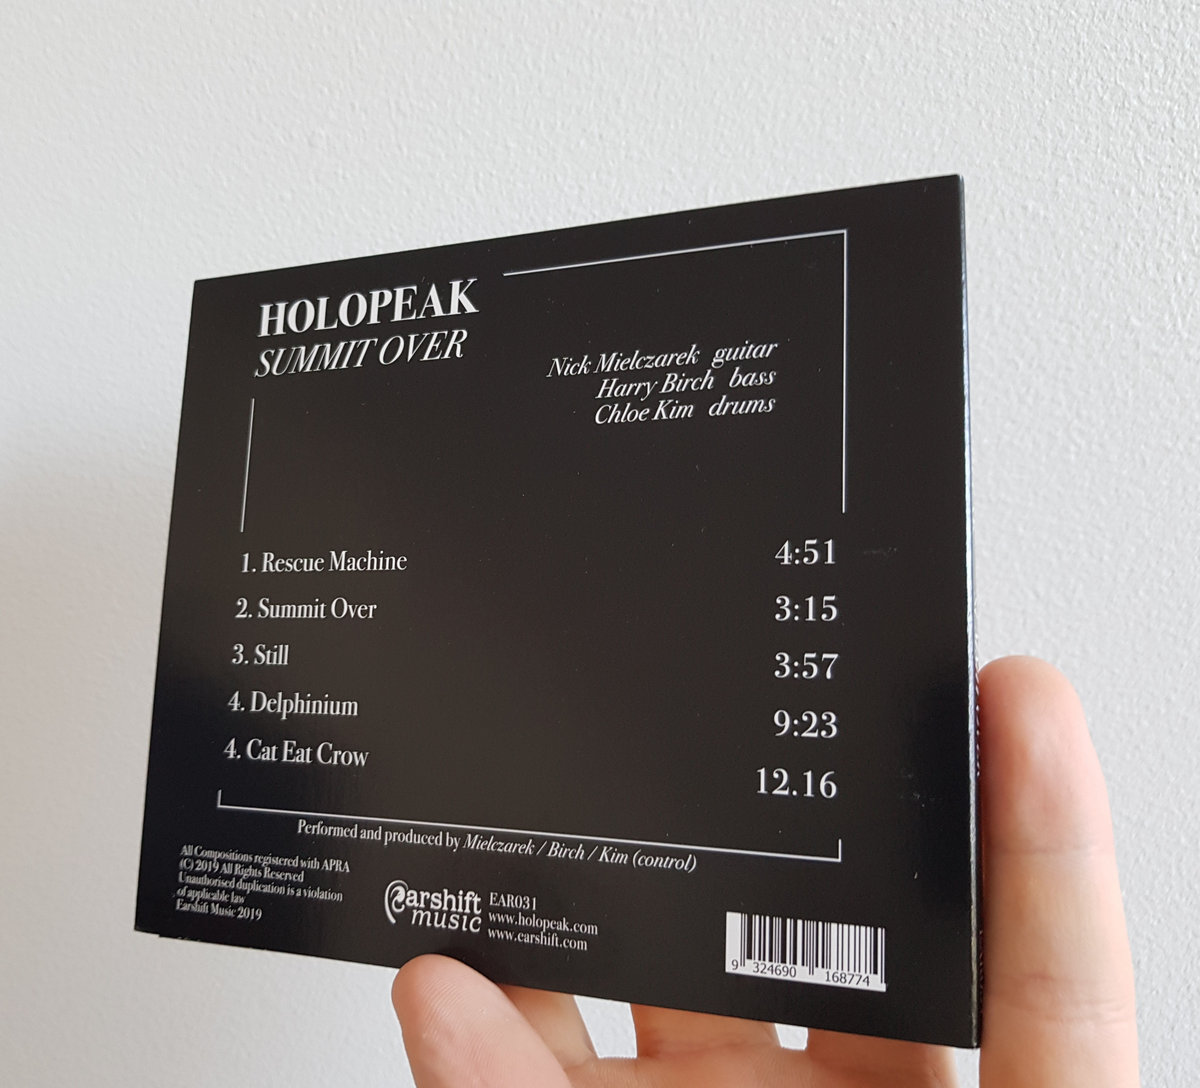 HOLOPEAK
SUMMIT OVER
Nick Mielczarek guitar
Harry Birch bass
Chloe Kim drums
1. Rescue Machine 4:51
2. Summit Over 3:15
3. Still 3:57
4. Delphinium 9:23
4. Cat Eat Crow 12.16
Performed and produced by Mielczarek / Birch / Kim (control)
All Compositions registered with APRA
(C) 2019 All Rights Reserved
Unauthorised duplication is a violation
of applicable law
Earshift Music 2019
earshift
music
EAR031
www.holopeak.com
www.earshift.com
9 324690 168774